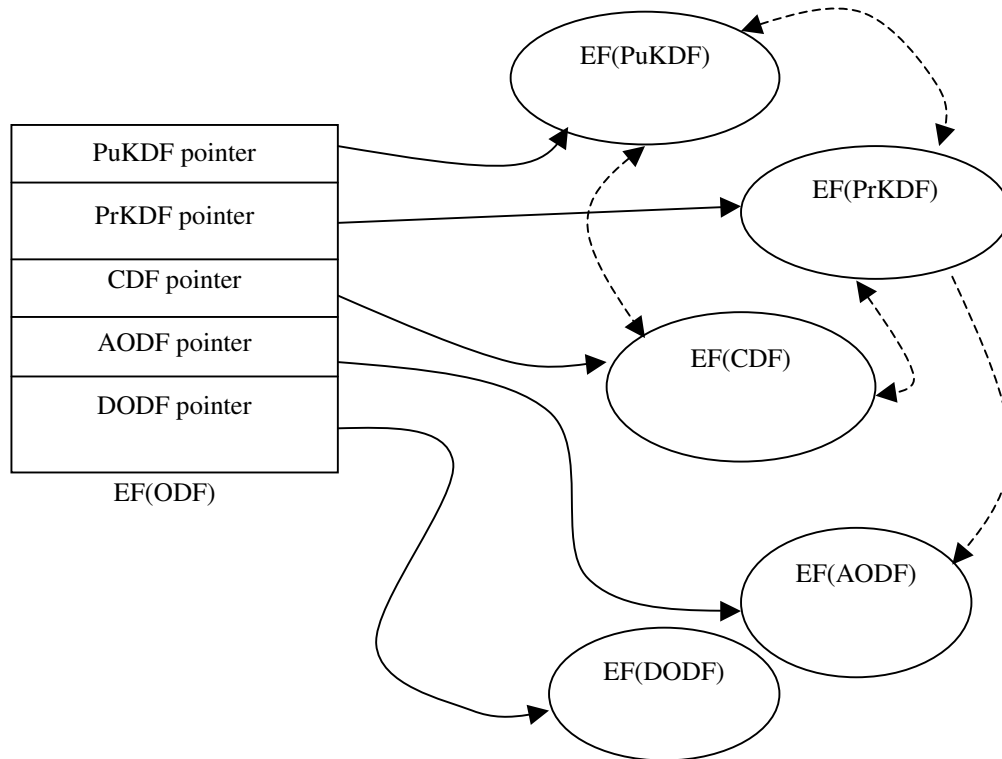 EF(PuKDF)
PuKDF pointer
EF(PrKDF)
PrKDF pointer
CDF pointer
AODF pointer
EF(CDF)
DODF pointer
EF(ODF)
EF(AODF)
EF(DODF)